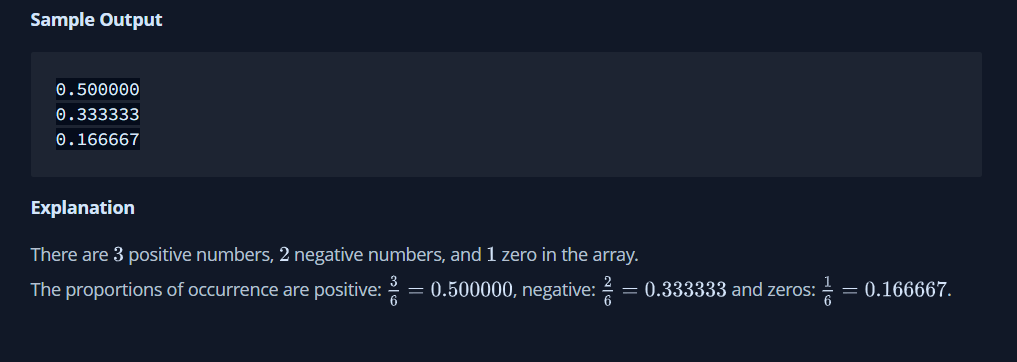 Sample Output
0.500000
0.333333
0.166667
Explanation
There are 3 positive numbers, 2 negative numbers, and 1 zero in the array.
The proportions of occurrence are positive: 3/6 = 0.500000, negative: 2/6 = 0.333333 and zeros: 1/6 = 0.166667.